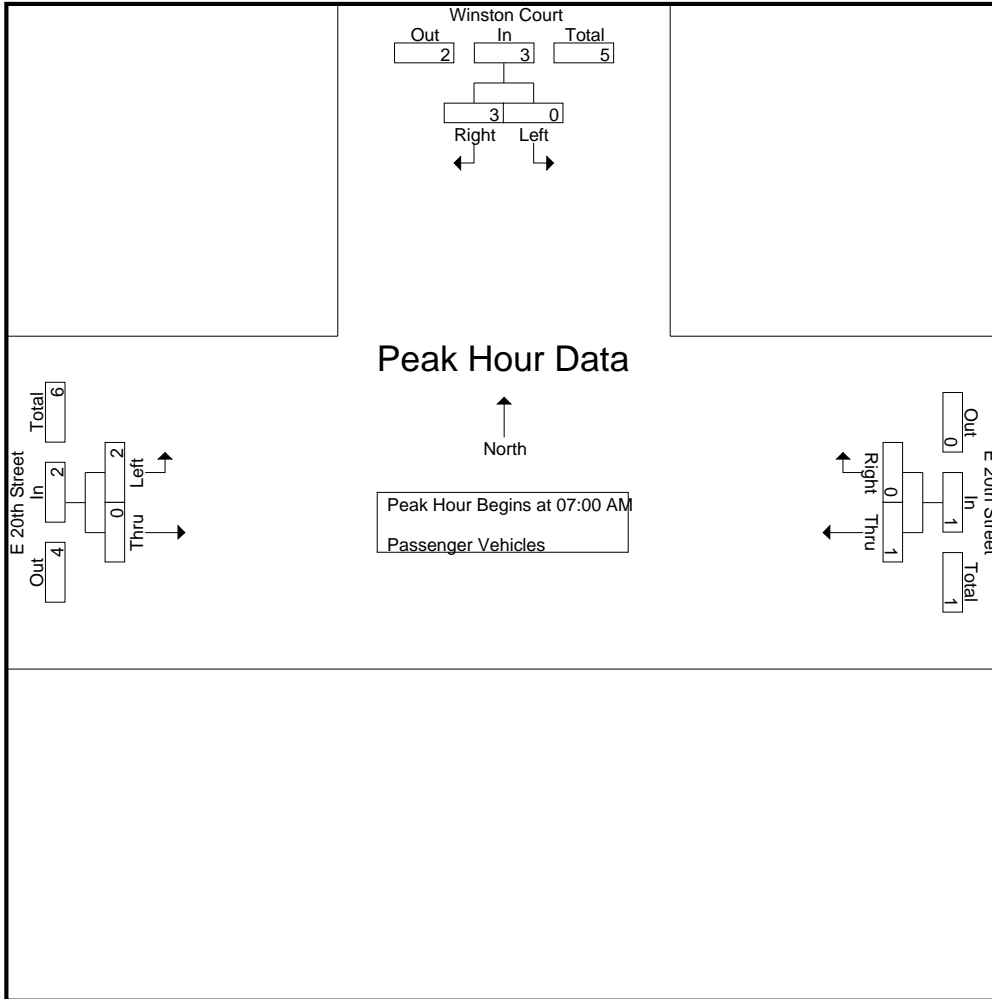 Winston Court
Out In Total
2 3 5
3 0
Right Left
Peak Hour Data
North
Peak Hour Begins at 07:00 AM
Passenger Vehicles
E 20th Street
Out In Total
4 2 6
Left Thru
2 0
E 20th Street
Out In Total
0 1 1
Right Thru
0 1